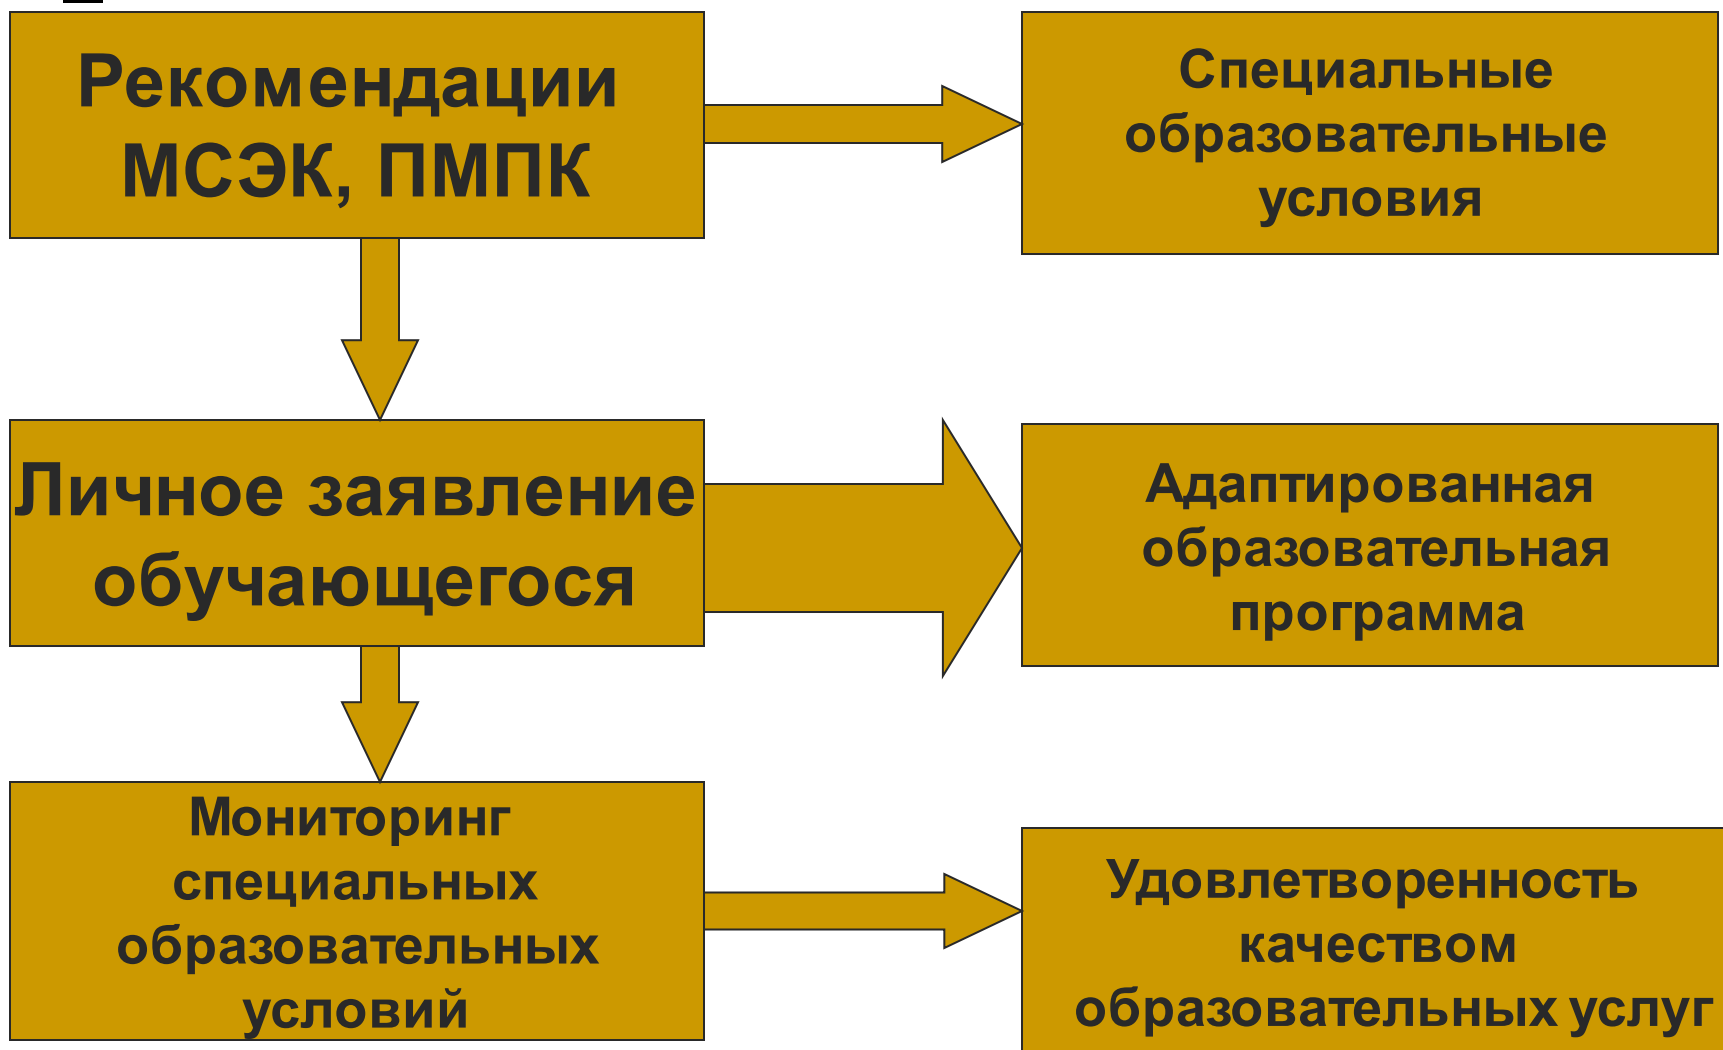 Рекомендации
МСЭК, ПМПК
Специальные
образовательные
условия
Личное заявление
обучающегося
Адаптированная
образовательная
программа
Мониторинг
специальных
образовательных
условий
Удовлетворенность
качеством
образовательных услуг